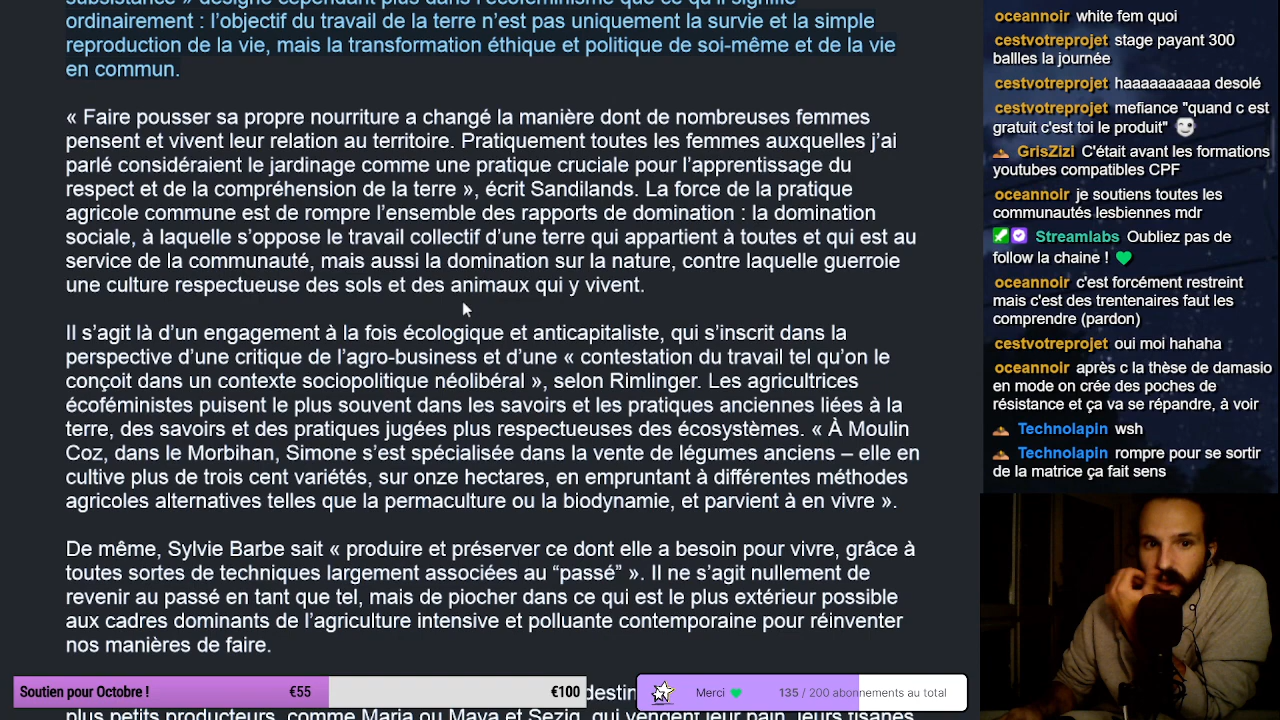 ordinairement : l’objectif du travail de la terre n’est pas uniquement la survie et la simple
reproduction de la vie, mais la transformation éthique et politique de soi-même et de la vie
en commun.
« Faire pousser sa propre nourriture a changé la manière dont de nombreuses femmes
pensent et vivent leur relation au territoire. Pratiquement toutes les femmes auxquelles j’ai
parlé considéraient le jardinage comme une pratique cruciale pour l’apprentissage du
respect et de la compréhension de la terre », écrit Sandilands. La force de la pratique
agricole commune est de rompre l’ensemble des rapports de domination : la domination
sociale, à laquelle s’oppose le travail collectif d’une terre qui appartient à toutes et qui est au
service de la communauté, mais aussi la domination sur la nature, contre laquelle guerroie
une culture respectueuse des sols et des animaux qui y vivent.
Il s’agit là d’un engagement à la fois écologique et anticapitaliste, qui s’inscrit dans la
perspective d’une critique de l’agro-business et d’une « contestation du travail tel qu’on le
conçoit dans un contexte sociopolitique néolibéral », selon Rimlinger. Les agricultrices
écoféministes puisent le plus souvent dans les savoirs et les pratiques anciennes liées à la
terre, des savoirs et des pratiques jugées plus respectueuses des écosystèmes. « À Moulin
Coz, dans le Morbihan, Simone s’est spécialisée dans la vente de légumes anciens – elle en
cultive plus de trois cent variétés, sur onze hectares, en empruntant à différentes méthodes
agricoles alternatives telles que la permaculture ou la biodynamie, et parvient à en vivre ».
De même, Sylvie Barbe sait « produire et préserver ce dont elle a besoin pour vivre, grâce à
toutes sortes de techniques largement associées au “passé” ». Il ne s’agit nullement de
revenir au passé en tant que tel, mais de piocher dans ce qui est le plus extérieur possible
aux cadres dominants de l’agriculture intensive et polluante contemporaine pour réinventer
nos manières de faire.
plus petits producteurs, comme Maria ou Maya et Sezig, qui vendent leur pain, leurs tisanes
Soutien pour Octobre ! €55 €100
Merci 135 / 200 abonnements au total
oceannoir white fem quoi
cestvotreprojet stage payant 300
ballles la journée
cestvotreprojet haaaaaaaaaa desolé
cestvotreprojet mefiance "quand c est
gratuit c'est toi le produit"
GrisZizi C'était avant les formations
youtubes compatibles CPF
oceannoir je soutiens toutes les
communautés lesbiennes mdr
Streamlabs Oubliez pas de
follow la chaine !
oceannoir c'est forcément restreint
mais c'est des trentenaires faut les
comprendre (pardon)
cestvotreprojet oui moi hahaha
oceannoir après c la thèse de damasio
en mode on crée des poches de
résistance et ça va se répandre, à voir
Technolapin wsh
Technolapin rompre pour se sortir
de la matrice ça fait sens